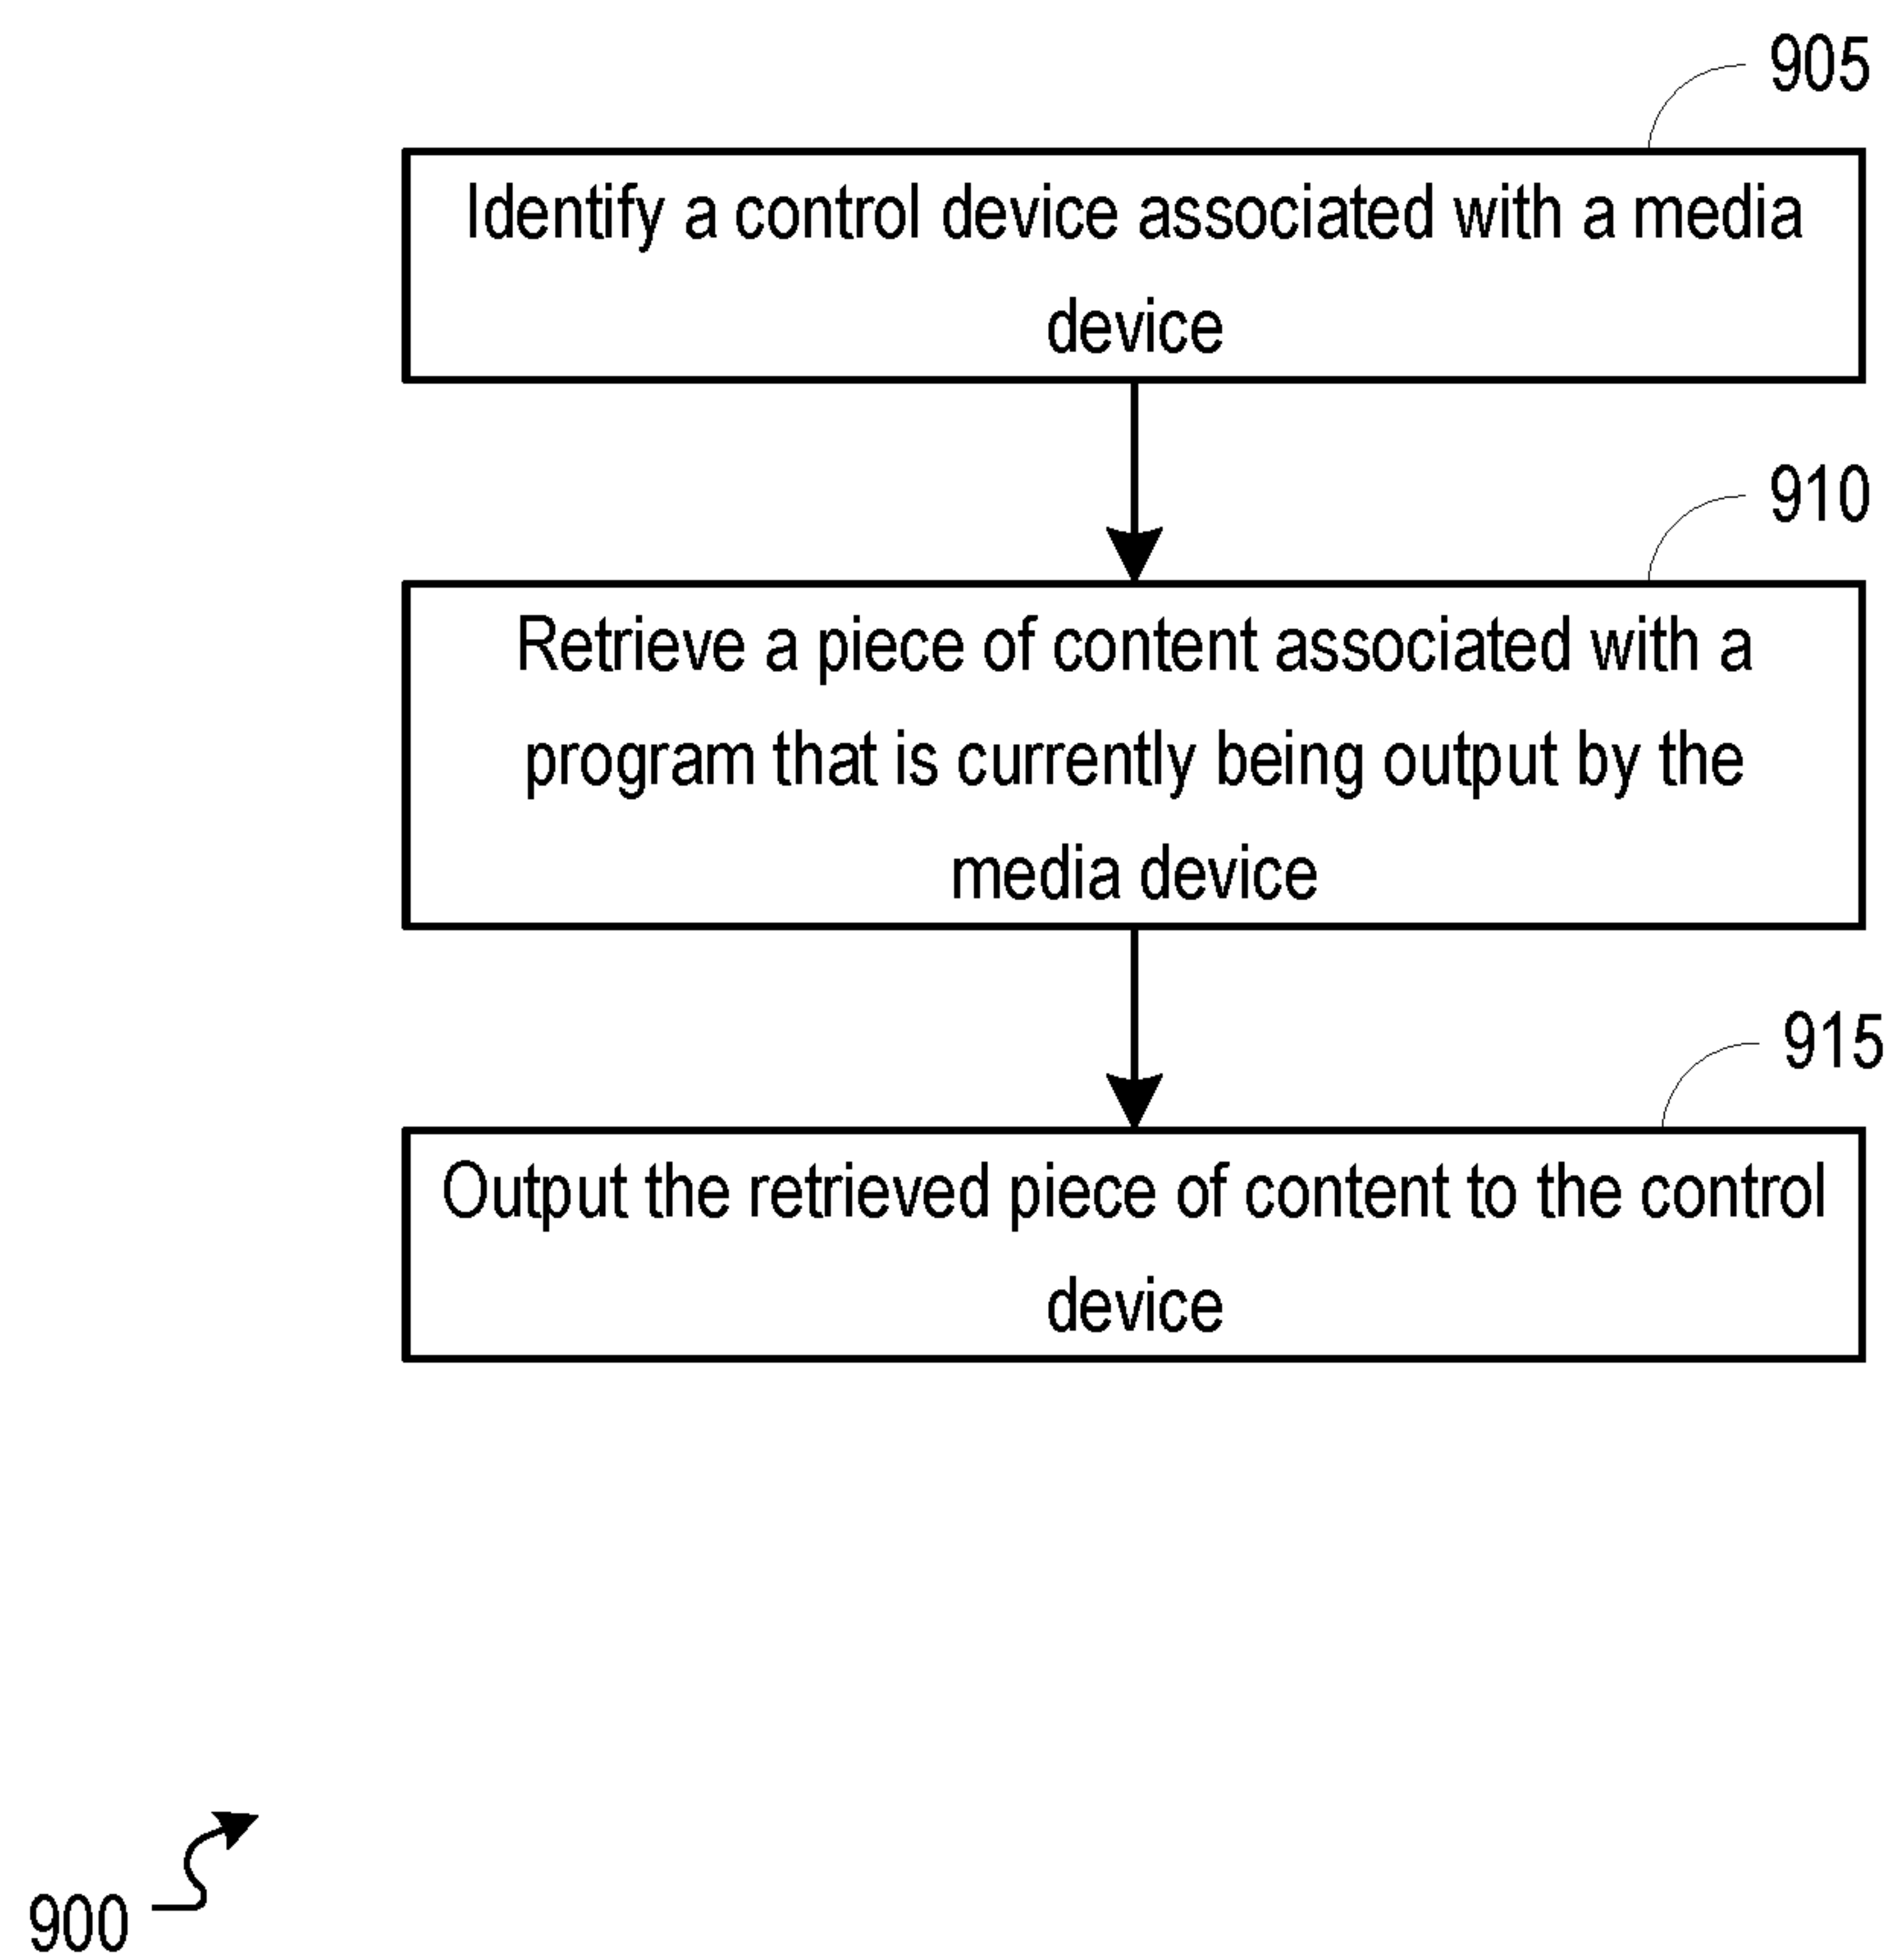 905
Identify a control device associated with a media
device
910
Retrieve a piece of content associated with a
program that is currently being output by the
media device
915
Output the retrieved piece of content to the control
device
900